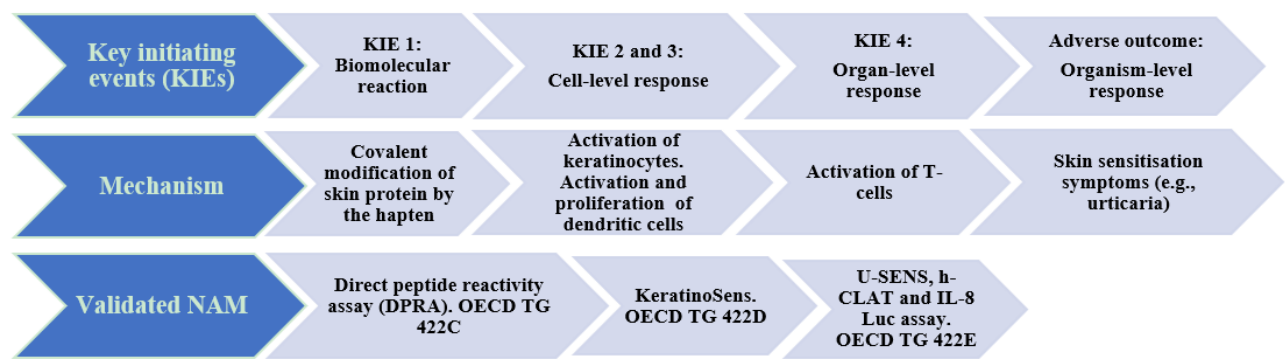 Key initiating
events (KIEs)
KIE 1:
Biomolecular
reaction
KIE 2 and 3:
Cell-level response
KIE 4:
Organ-level
response
Adverse outcome:
Organism-level
response
Mechanism
Covalent
modification of
skin protein by
the hapten
Activation of
keratinocytes.
Activation and
proliferation of
dendritic cells
Activation of T-
cells
Skin sensitisation
symptoms (e.g.,
urticaria)
Validated NAM
Direct peptide reactivity
assay (DPRA). OECD TG
422C
KeratinoSens.
OECD TG 422D
U-SENS, h-
CLAT and IL-8
Luc assay.
OECD TG 422E